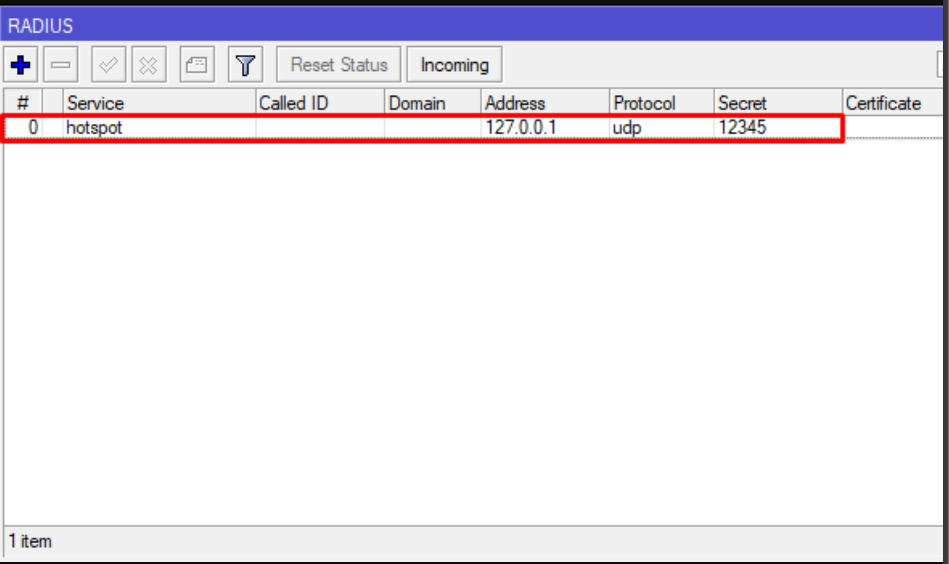 RADIUS
Reset Status Incoming
# Service Called ID Domain Address Protocol Secret Certificate
0 hotspot 127.0.0.1 udp 12345
1 item